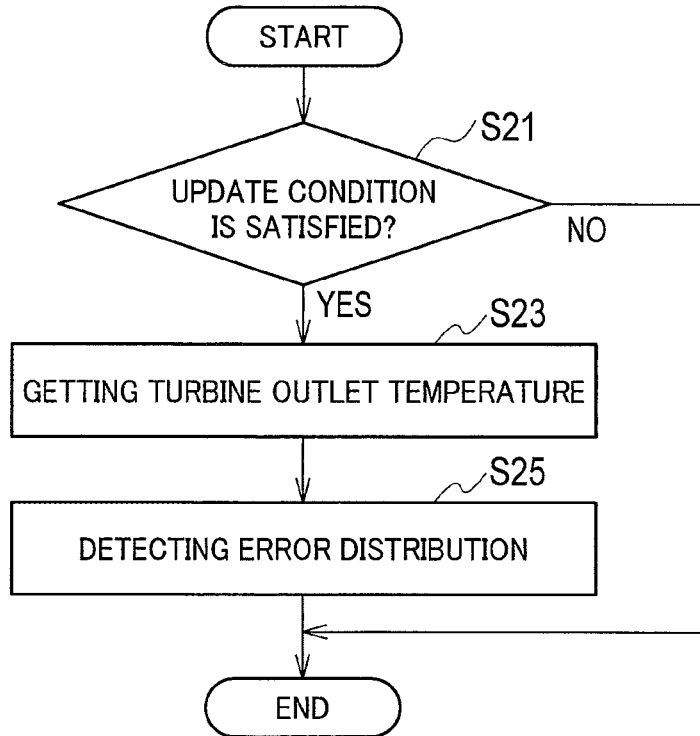 START
S21
UPDATE CONDITION
IS SATISFIED?
NO
YES
S23
GETTING TURBINE OUTLET TEMPERATURE
S25
DETECTING ERROR DISTRIBUTION
END